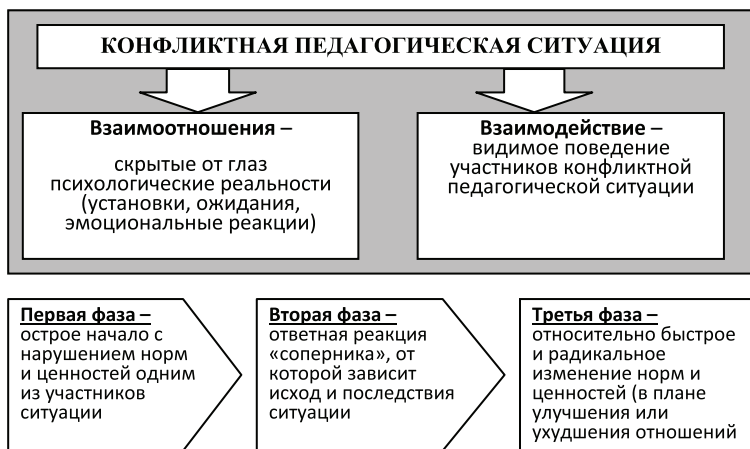 КОНФЛИКТНАЯ ПЕДАГОГИЧЕСКАЯ СИТУАЦИЯ
Взаимоотношения –
скрытые от глаз
психологические реальности
(установки, ожидания,
эмоциональные реакции)
Взаимодействие –
видимое поведение
участников конфликтной
педагогической ситуации
Первая фаза –
острое начало с
нарушением норм
и ценностей одним
из участников
ситуации
Вторая фаза –
ответная реакция
«соперника», от
которой зависит
исход и последствия
ситуации
Третья фаза –
относительно быстрое
и радикальное
изменение норм и
ценностей (в плане
улучшения или
ухудшения отношений